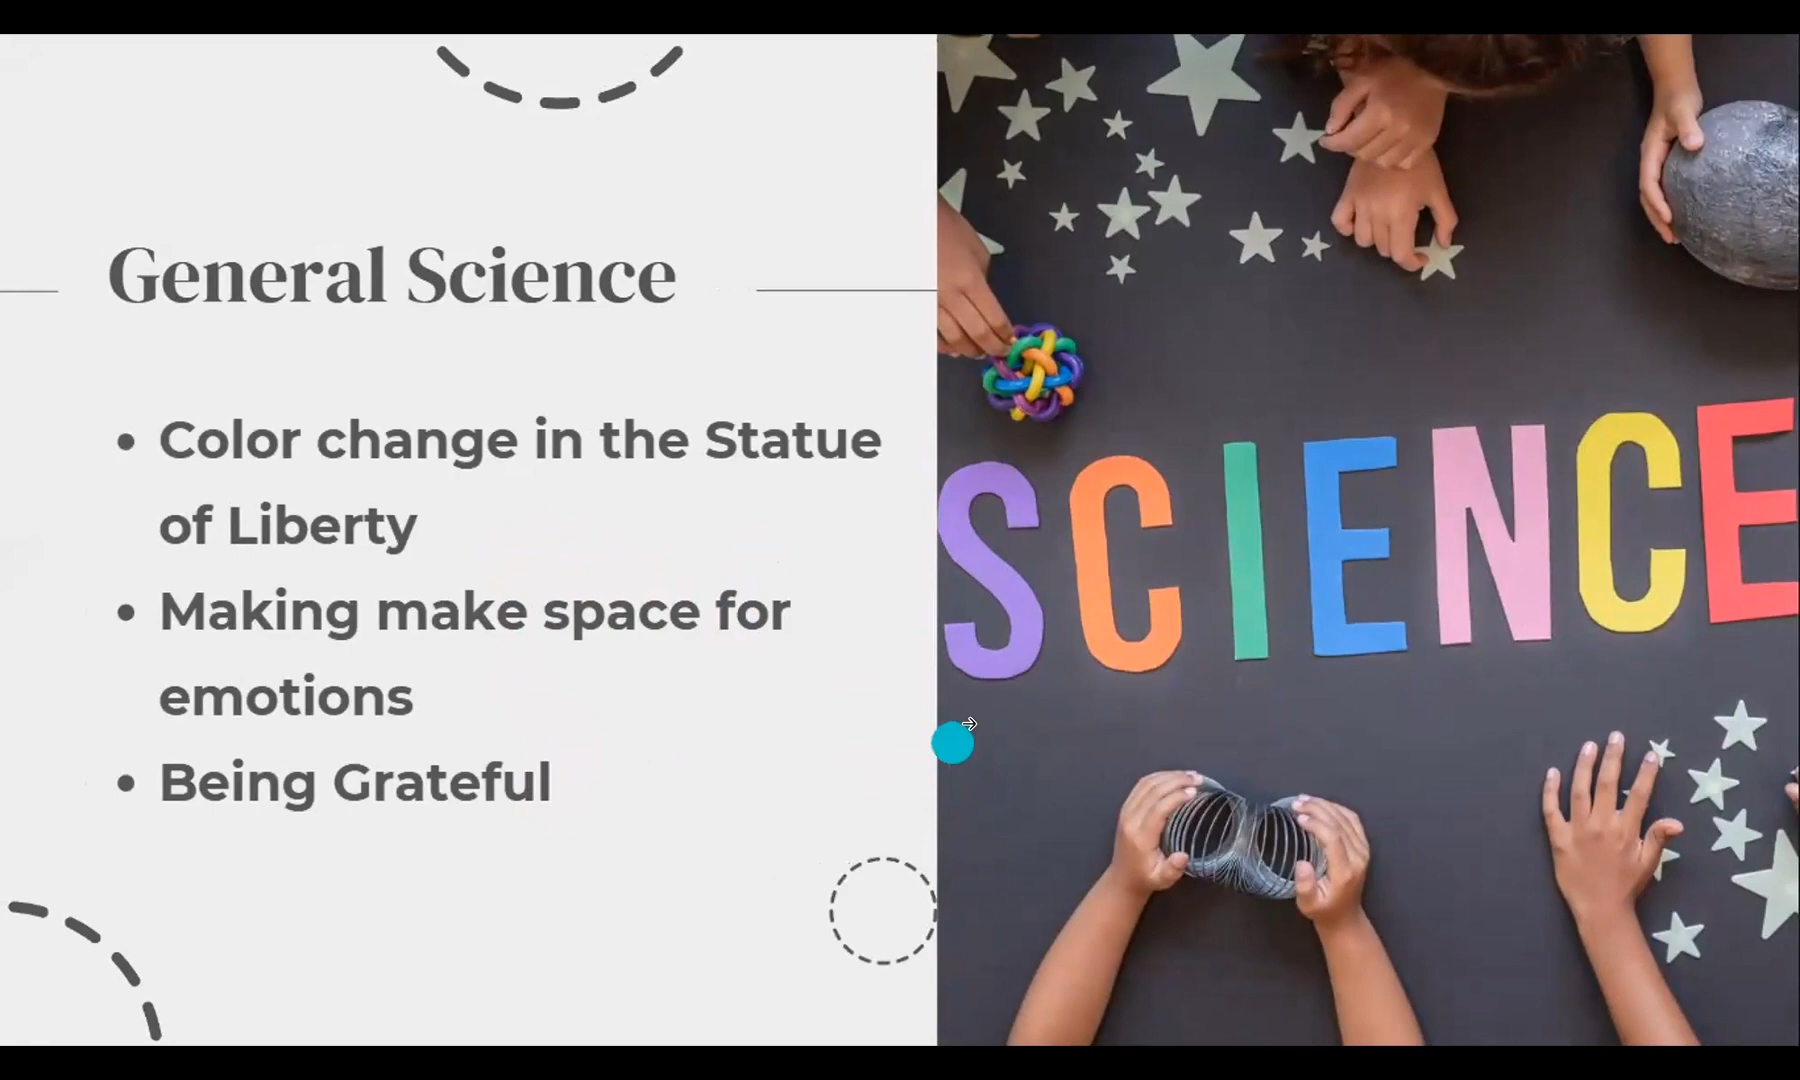 General Science
Color change in the Statue
of Liberty
Making make space for
emotions
Being Grateful
SCIENCE